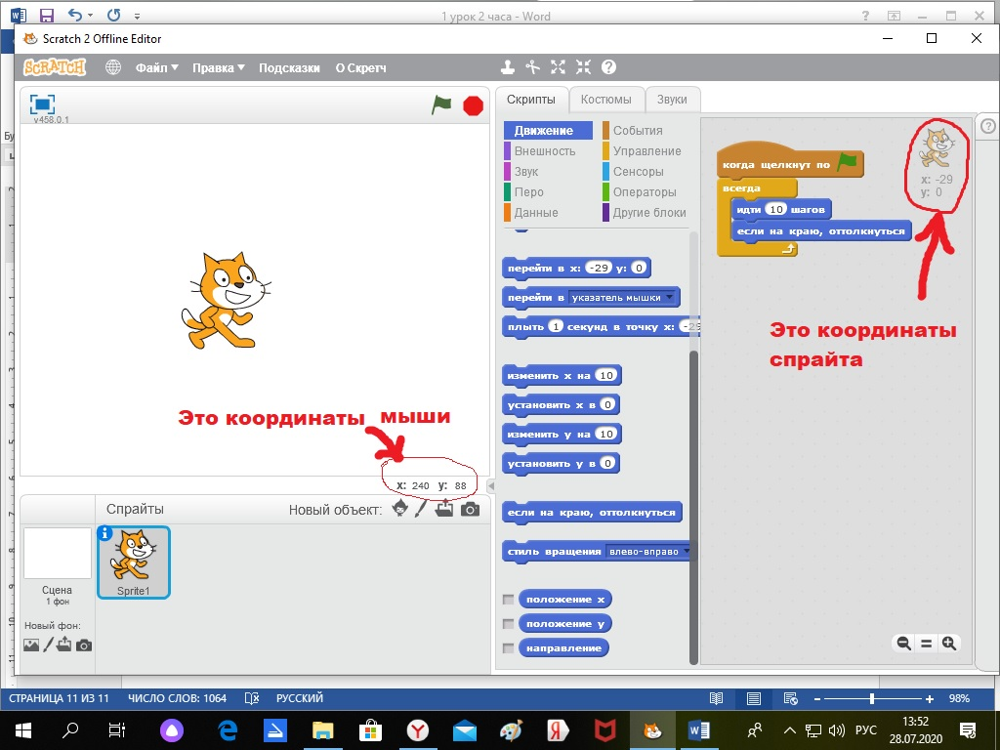 1 урок 2 часа - Word
Scratch 2 Offline Editor
SCRATCH Файл Правка Подсказки О Скретч
v458.0.1
Скрипты Костюмы Звуки
Движение События
Внешность Управление
Звук Сенсоры
Перо Операторы
Данные Другие блоки
перейти в x: -29 y: 0
перейти в указатель мышки
плыть 1 секунд в точку x: -29
изменить x на 10
установить x в 0
изменить y на 10
установить y в 0
если на краю, оттолкнуться
стиль вращения влево-вправо
положение x
положение y
направление
когда щелкнут по
всегда
идти 10 шагов
если на краю, оттолкнуться
x: -29
y: 0
Это координаты
спрайта
Это координаты мыши
x: 240 y: 88
Спрайты Новый объект:
Сцена
1 фон
Новый фон:
Sprite1
СТРАНИЦА 11 ИЗ 11 ЧИСЛО СЛОВ: 1064 РУССКИЙ 98%
РУС
13:52
28.07.2020